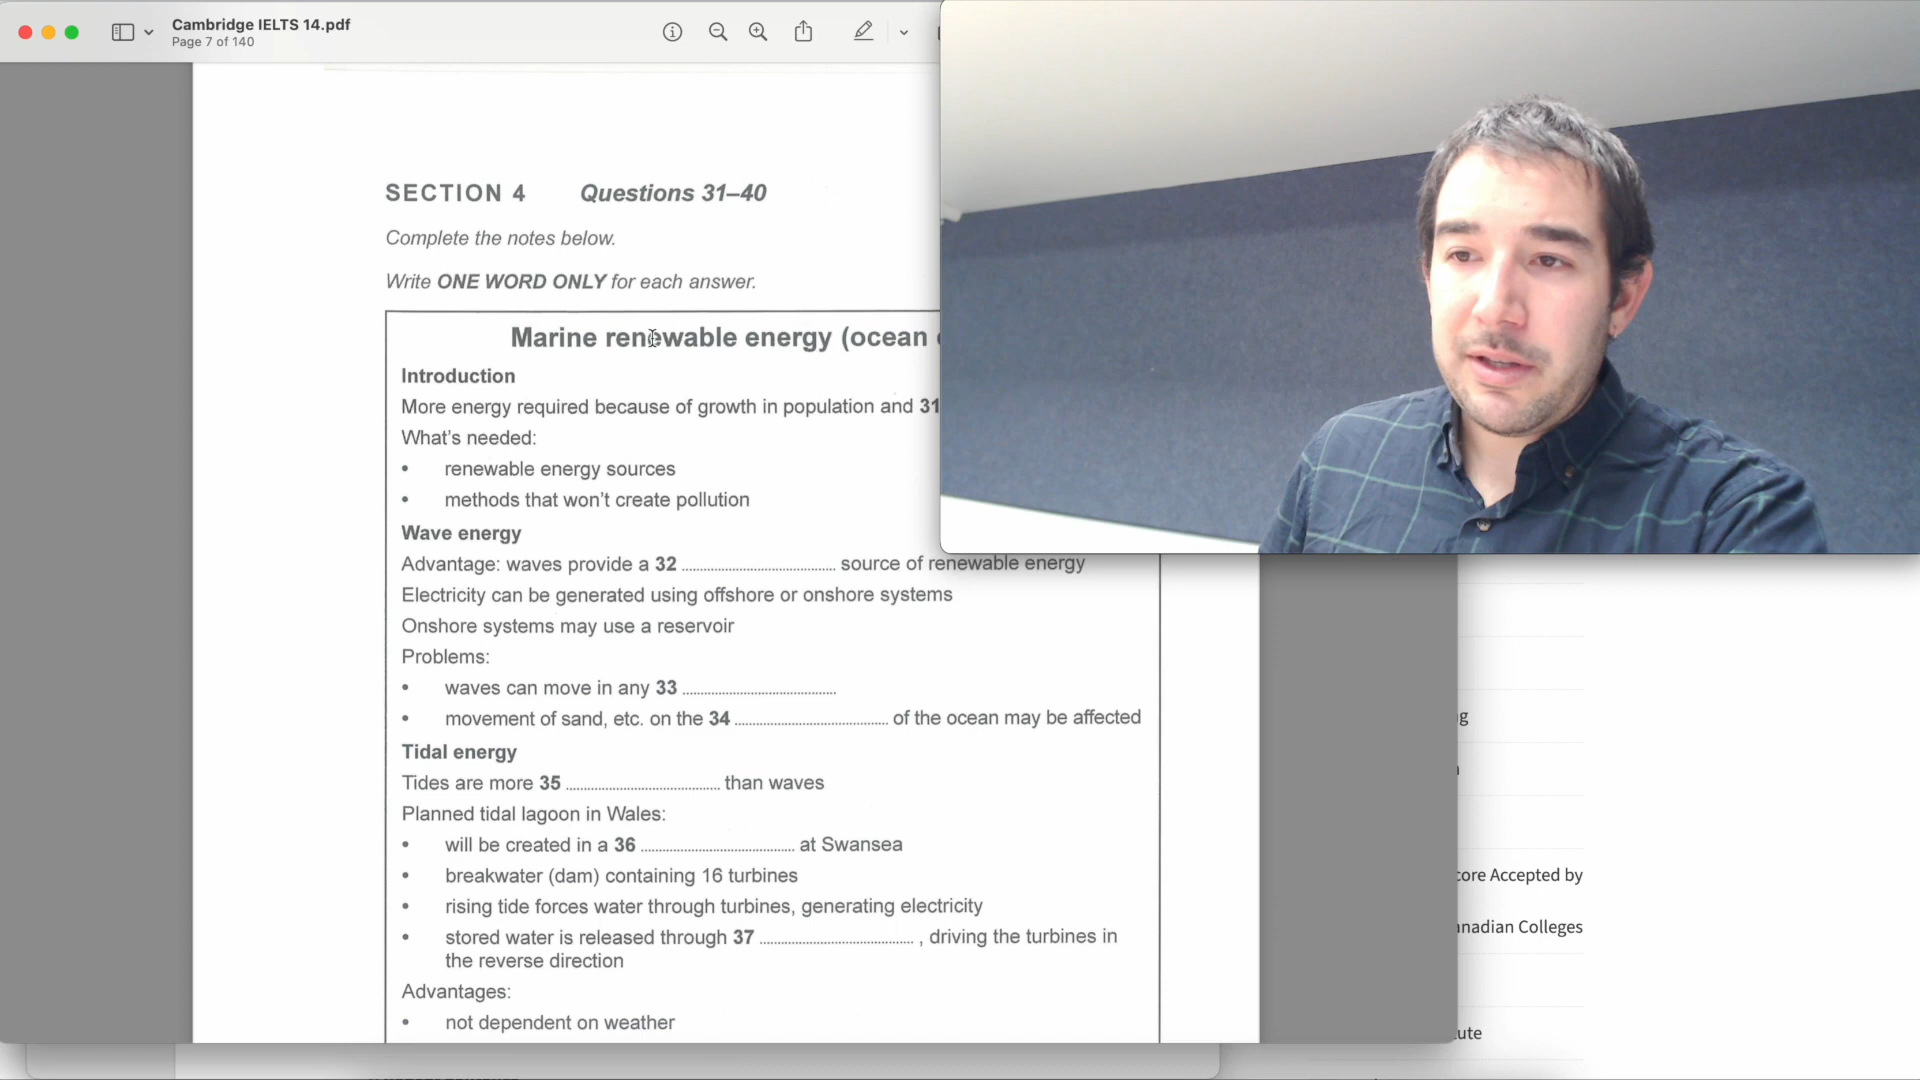 Cambridge IELTS 14.pdf
Page 7 of 140
SECTION 4 Questions 31–40
Complete the notes below.
Write ONE WORD ONLY for each answer.
Marine renewable energy (ocean
Introduction
More energy required because of growth in population and 31
What's needed:
• renewable energy sources
• methods that won't create pollution
Wave energy
Advantage: waves provide a 32 .................................. source of renewable energy
Electricity can be generated using offshore or onshore systems
Onshore systems may use a reservoir
Problems:
• waves can move in any 33 ..................................
• movement of sand, etc. on the 34 .................................. of the ocean may be affected
Tidal energy
Tides are more 35 .................................. than waves
Planned tidal lagoon in Wales:
• will be created in a 36 .................................. at Swansea
• breakwater (dam) containing 16 turbines
• rising tide forces water through turbines, generating electricity
• stored water is released through 37 .................................. , driving the turbines in
the reverse direction
Advantages:
• not dependent on weather
core Accepted by
anadian Colleges